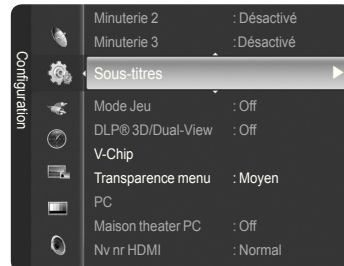 Configuration
Minuterie 2 : Désactivé
Minuterie 3 :Désactivé
Sous-titres
Mode Jeu : Off
DLP® 3D/Dual-View : Off
V-Chip
Transparence menu : Moyen
PC
Maison theater PC : Off
Nv nr HDMI : Normal